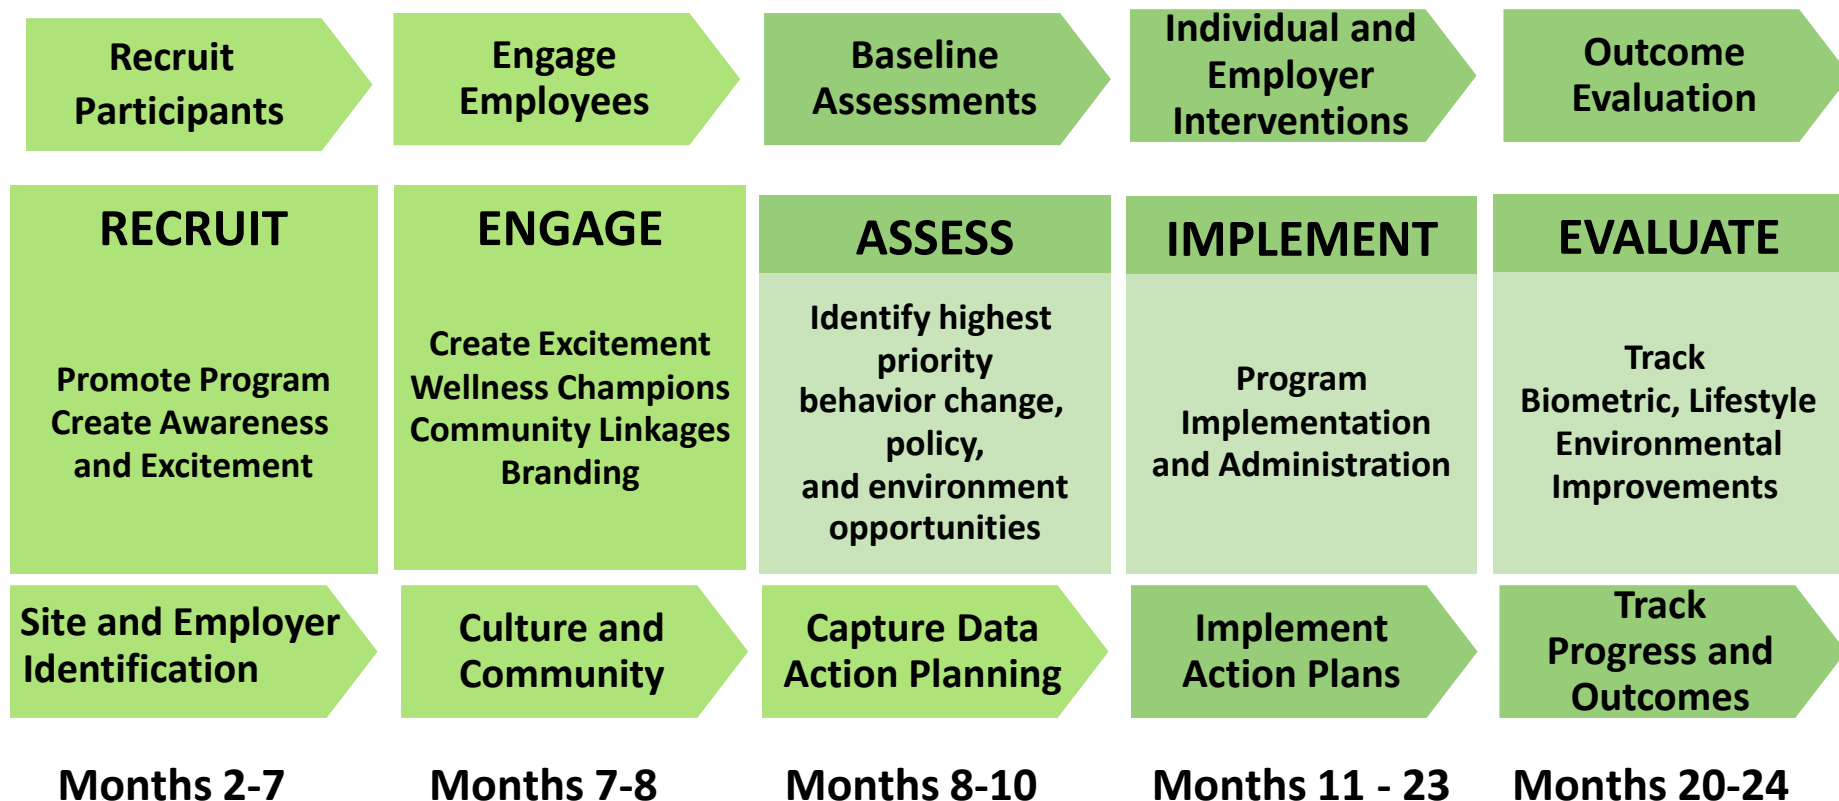 Recruit
Participants
Engage
Employees
Baseline
Assessments
Individual and
Employer
Interventions
Outcome
Evaluation
RECRUIT
Promote Program
Create Awareness
and Excitement
ENGAGE
Create Excitement
Wellness Champions
Community Linkages
Branding
ASSESS
Identify highest
priority
behavior change,
policy,
and environment
opportunities
IMPLEMENT
Program
Implementation
and Administration
EVALUATE
Track
Biometric, Lifestyle
Environmental
Improvements
Site and Employer
Identification
Culture and
Community
Capture Data
Action Planning
Implement
Action Plans
Track
Progress and
Outcomes
Months 2-7
Months 7-8
Months 8-10
Months 11 - 23
Months 20-24